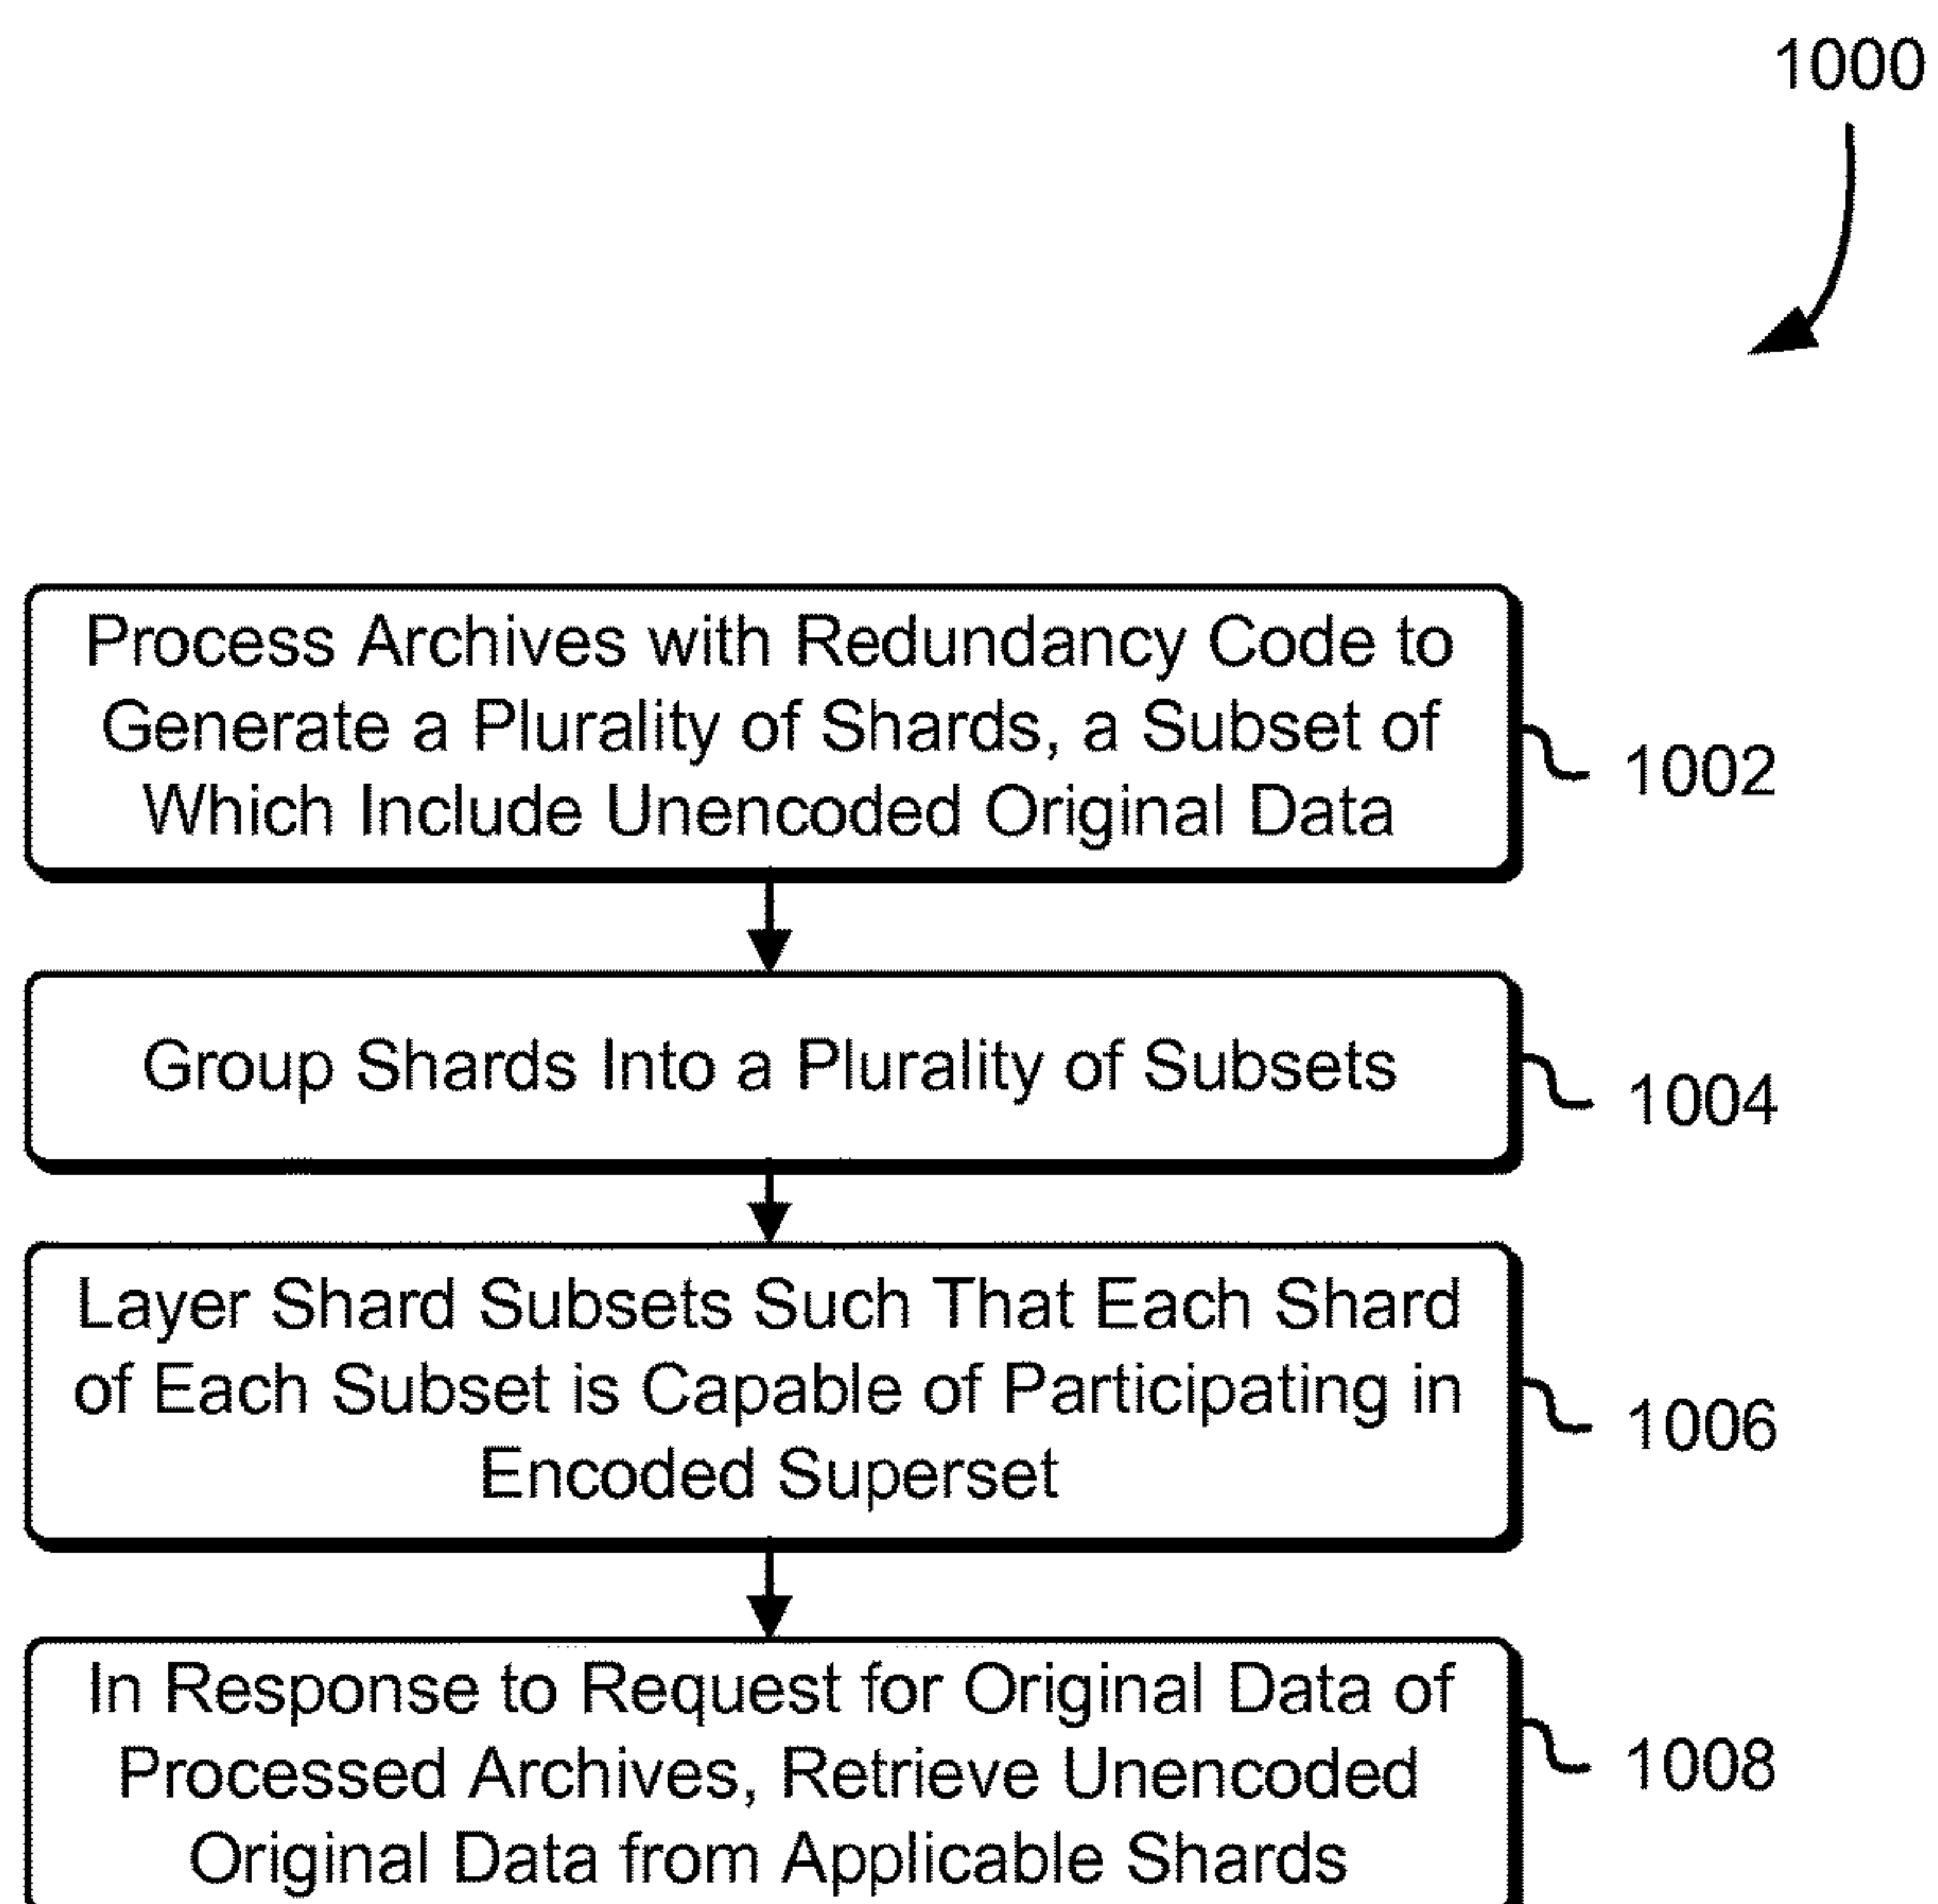 1000
Process Archives with Redundancy Code to
Generate a Plurality of Shards, a Subset of
Which Include Unencoded Original Data
1002
Group Shards Into a Plurality of Subsets
1004
Layer Shard Subsets Such That Each Shard
of Each Subset is Capable of Participating in
Encoded Superset
1006
In Response to Request for Original Data of
Processed Archives, Retrieve Unencoded
Original Data from Applicable Shards
1008